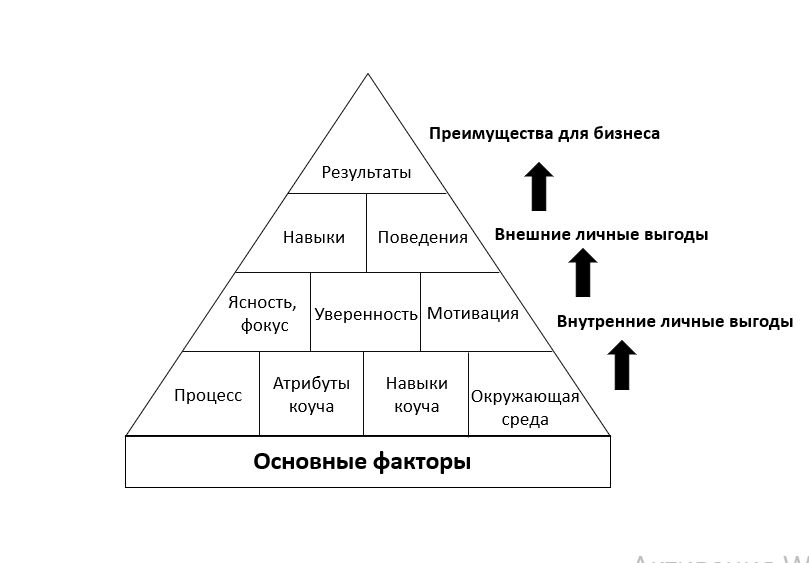 Преимущества для бизнеса
Результаты
Навыки
Поведения
Внешние личные выгоды
Ясность,
фокус
Уверенность
Мотивация
Внутренние личные выгоды
Процесс
Атрибуты
коуча
Навыки
коуча
Окружающая
среда
Основные факторы